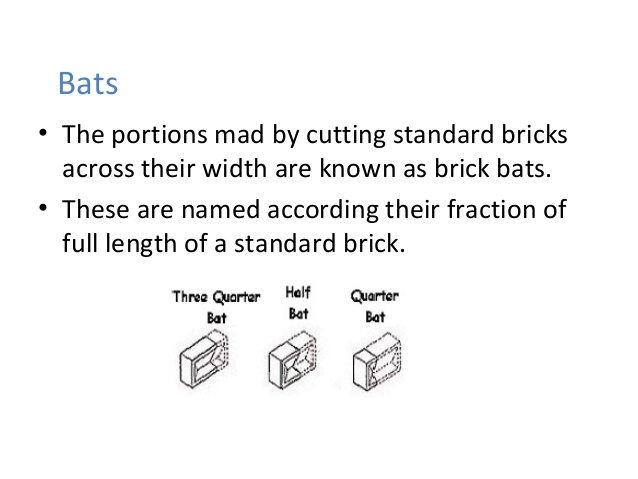 Bats
• The portions mad by cutting standard bricks
across their width are known as brick bats.
• These are named according their fraction of
full length of a standard brick.
Three Quarter Bat
Half Bat
Quarter Bat